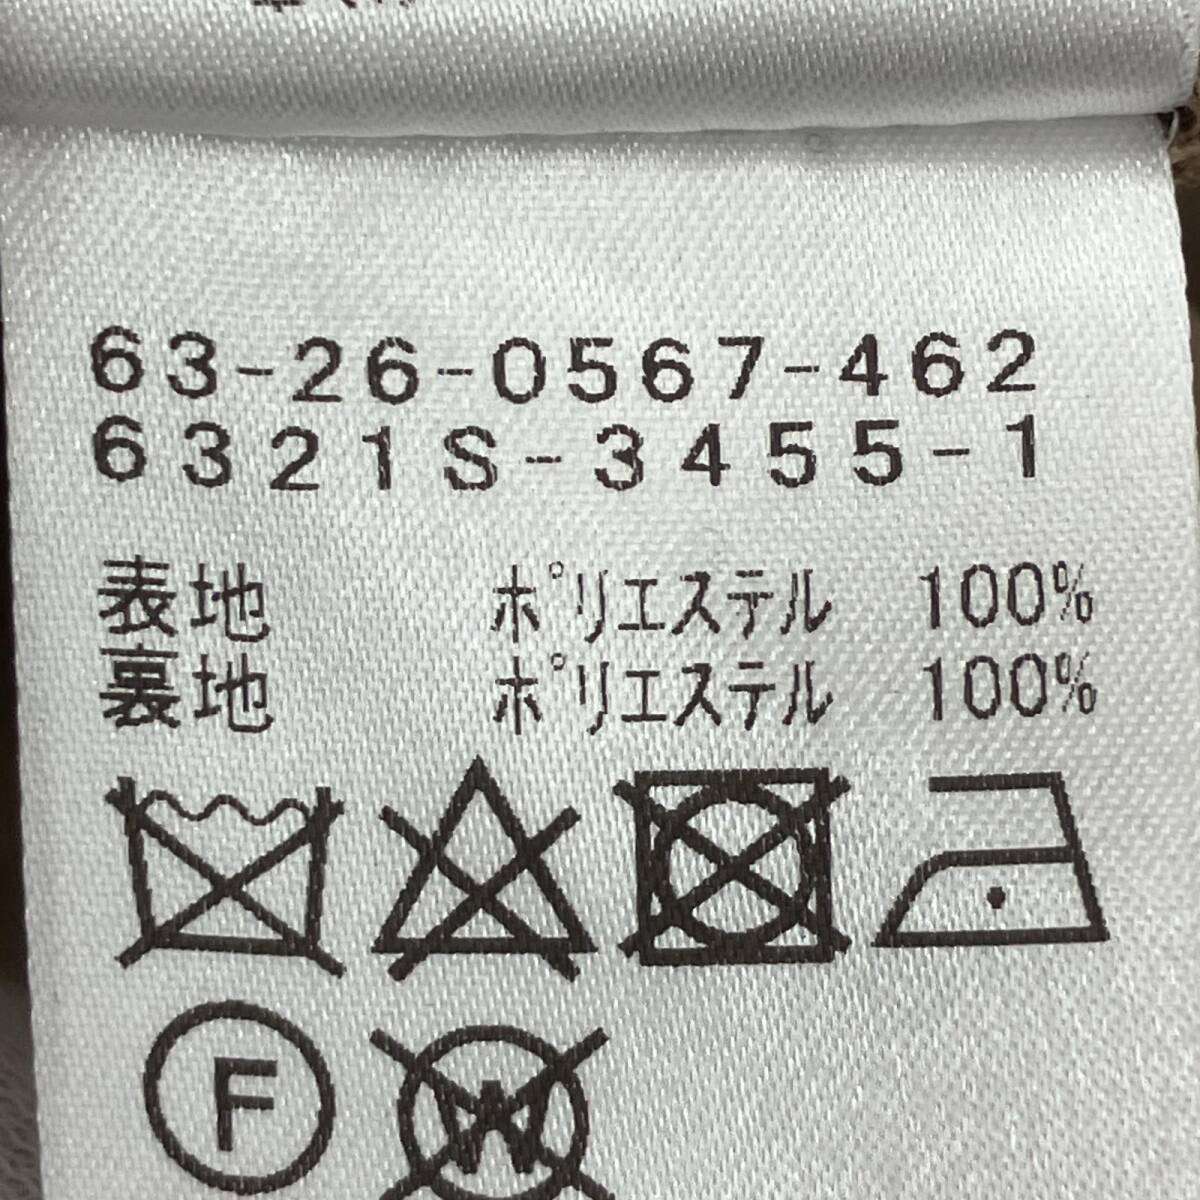 63-26-0567-462
6321S-3455-1
表地 ポリエステル 100%
裏地 ポリエステル 100%
F
W